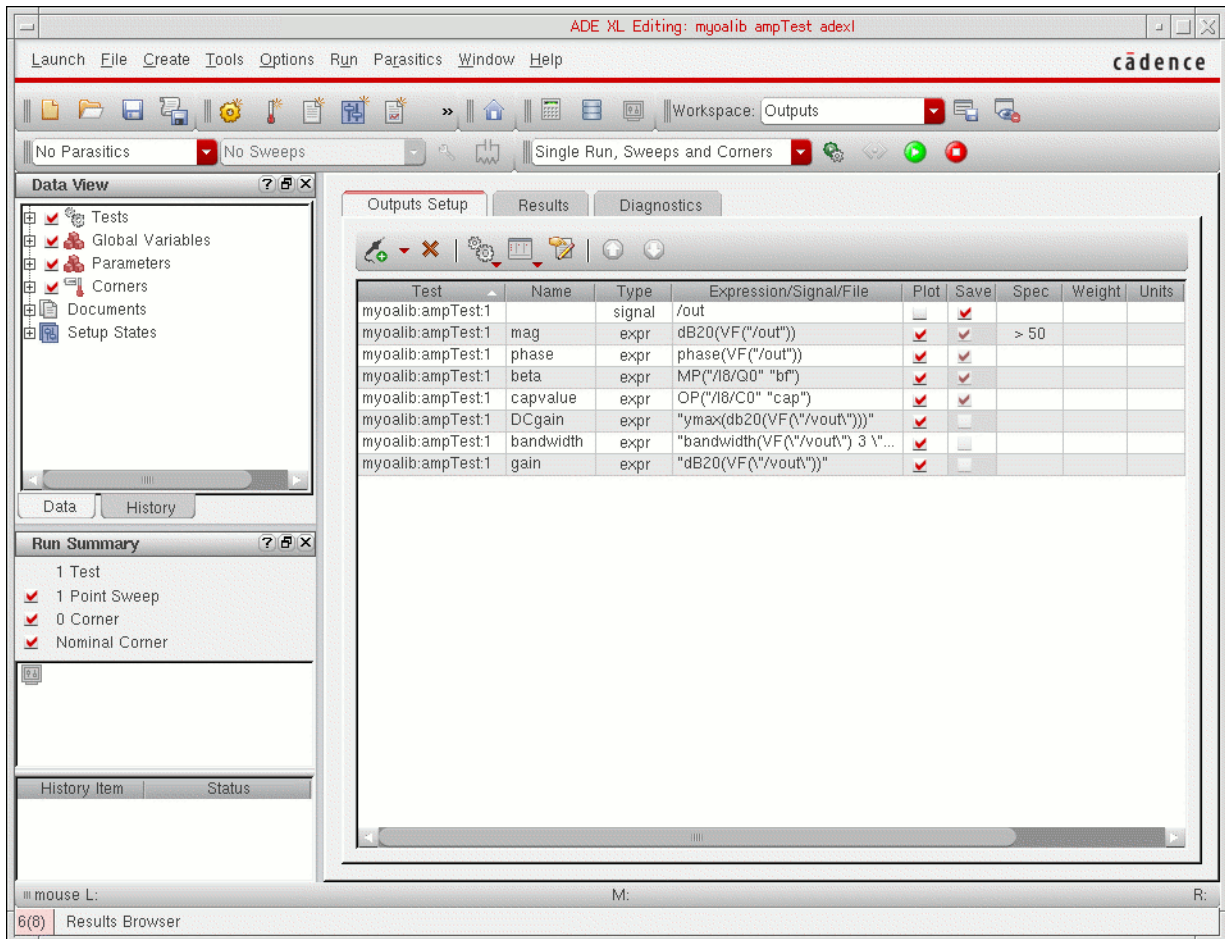 ADE XL Editing: myoalib ampTest adexl
Launch File Create Tools Options Run Parasitics Window Help
cādence
» Workspace: Outputs
No Parasitics No Sweeps Single Run, Sweeps and Corners
Data View
Tests
Global Variables
Parameters
Corners
Documents
Setup States
Data History
Run Summary
1 Test
1 Point Sweep
0 Corner
Nominal Corner
History Item Status
Outputs Setup Results Diagnostics
Test Name Type Expression/Signal/File Plot Save Spec Weight Units
myoalib:ampTest:1 signal /out
myoalib:ampTest:1 mag expr dB20(VF("/out")) > 50
myoalib:ampTest:1 phase expr phase(VF("/out"))
myoalib:ampTest:1 beta expr MP("/I8/Q0" "bf")
myoalib:ampTest:1 capvalue expr OP("/I8/C0" "cap")
myoalib:ampTest:1 DCgain expr "ymax(db20(VF(\"/vout\")))"
myoalib:ampTest:1 bandwidth expr "bandwidth(VF(\"/vout\") 3 \"...
myoalib:ampTest:1 gain expr "dB20(VF(\"/vout\"))"
mouse L: M: R:
6(8) Results Browser